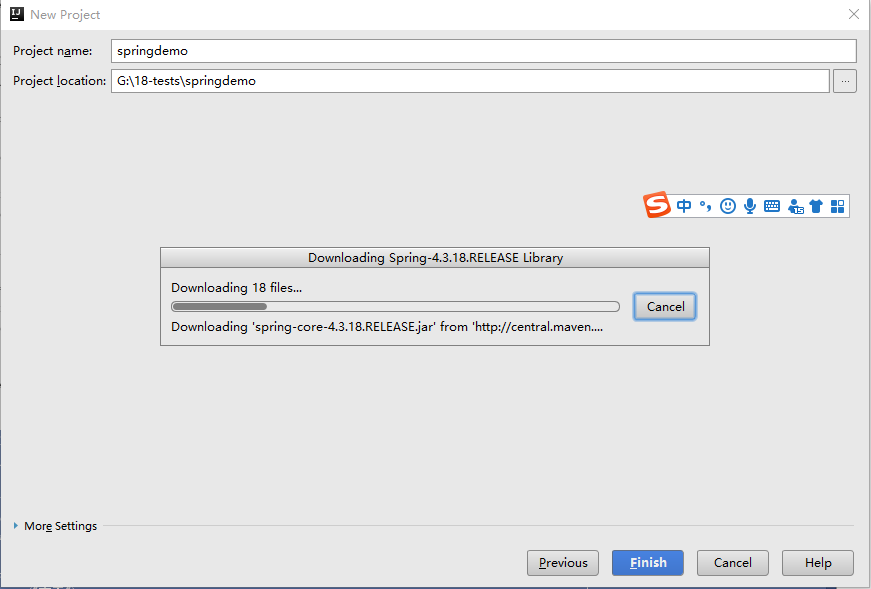 New Project
Project name: springdemo
Project location: G:\18-tests\springdemo ...
中
Downloading Spring-4.3.18.RELEASE Library
Downloading 18 files...
Cancel
Downloading 'spring-core-4.3.18.RELEASE.jar' from 'http://central.maven....
More Settings
Previous Finish Cancel Help